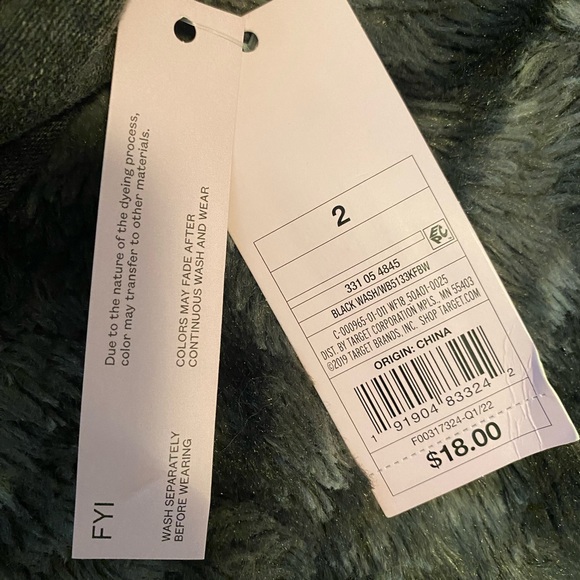 FYI
WASH SEPARATELY
BEFORE WEARING
COLORS MAY FADE AFTER
CONTINUOUS WASH AND WEAR
Due to the nature of the dyeing process,
color may transfer to other materials.
2
331 05 4845
BLACK WASH/WB5133KFBW
C-000965-01-011 WF18_50A01-0025
DIST. BY TARGET CORPORATION MPLS., MN 55403
©2019 TARGET BRANDS, INC. SHOP TARGET.COM
ORIGIN: CHINA
1 91904 83324 2
F00317324-Q1/22
$18.00